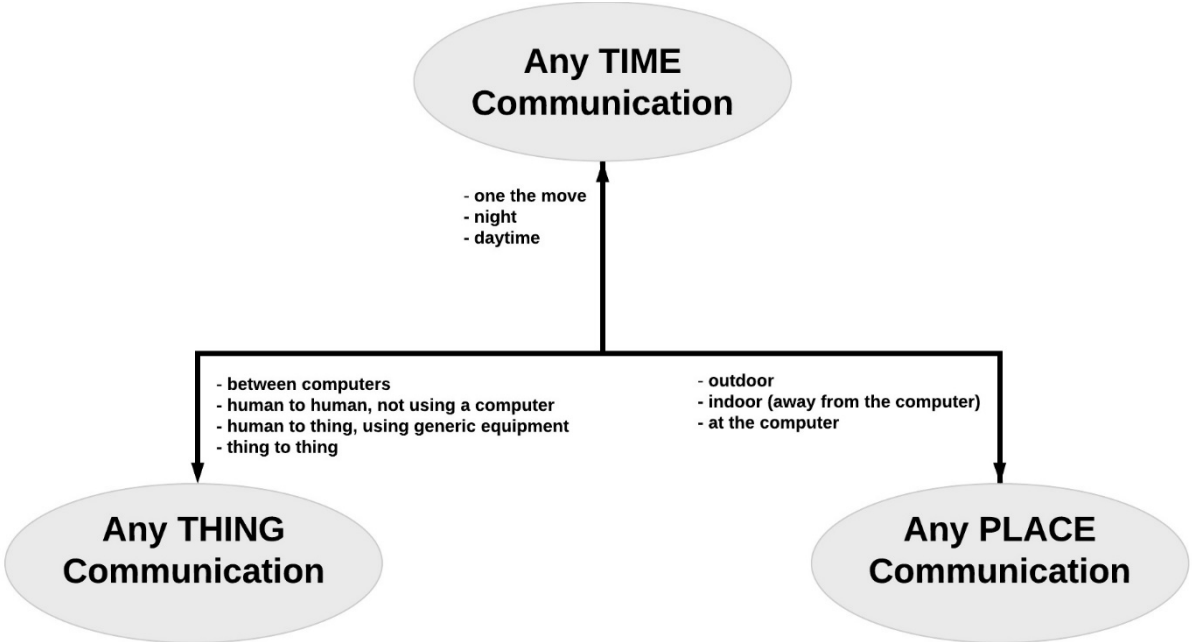 Any TIME
Communication
- one the move
- night
- daytime
- between computers
- human to human, not using a computer
- human to thing, using generic equipment
- thing to thing
- outdoor
- indoor (away from the computer)
- at the computer
Any THING
Communication
Any PLACE
Communication